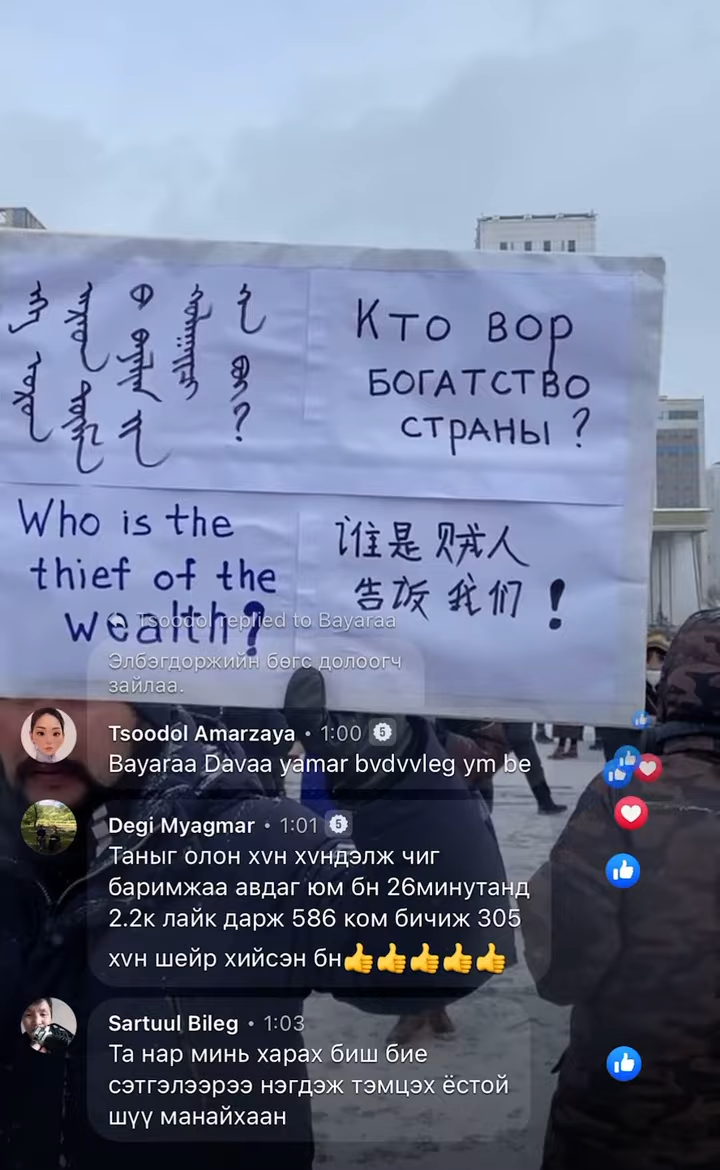 Кто вор
БОГАТСТВО
СТРАНЫ ?
Who is the
thief of the
wealth?
谁是贼人
告 我们！
Tsoodol replied to Bayaraa
Элбэгдоржийн бөгс долоогч
зайлаа.
Tsoodol Amarzaya • 1:00 5
Bayaraa Davaa yamar bvdvvleg ym be
Degi Myagmar • 1:01 5
Таныг олон хvн хvндэлж чиг
баримжаа авдаг юм бн 26минутанд
2.2к лайк дарж 586 ком бичиж 305
хvн шейр хийсэн бн👍👍👍👍👍
Sartuul Bileg • 1:03
Та нар минь харах биш бие
сэтгэлээрээ нэгдэж тэмцэх ёстой
шүү манайхаан